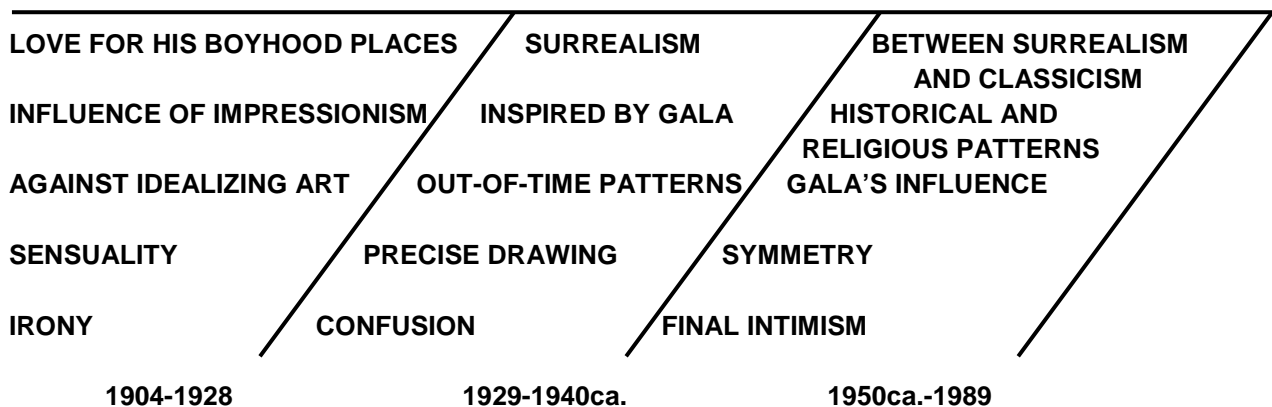 LOVE FOR HIS BOYHOOD PLACES
INFLUENCE OF IMPRESSIONISM
AGAINST IDEALIZING ART
SENSUALITY
IRONY
1904-1928
SURREALISM
INSPIRED BY GALA
OUT-OF-TIME PATTERNS
PRECISE DRAWING
CONFUSION
1929-1940ca.
BETWEEN SURREALISM
AND CLASSICISM
HISTORICAL AND
RELIGIOUS PATTERNS
GALA'S INFLUENCE
SYMMETRY
FINAL INTIMISM
1950ca.-1989